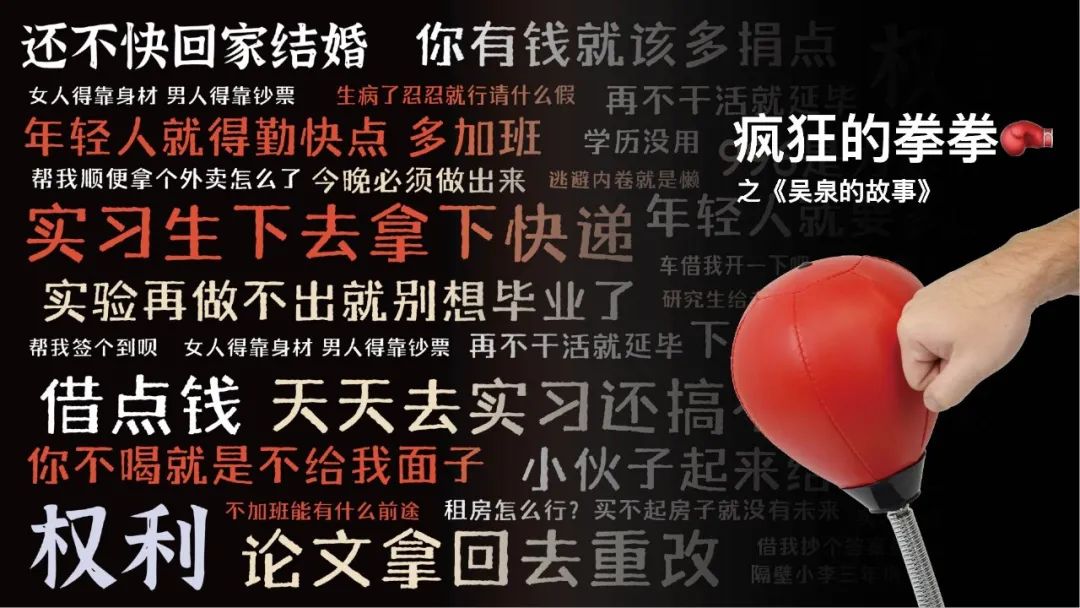 还不快回家结婚 你有钱就该多捐点
女人得靠身材 男人得靠钞票 生病了忍忍就行请什么假 再不干活就延毕
权
年轻人就得勤快点 多加班 学历没用
疯狂的拳拳
帮我顺便拿个外卖怎么了 今晚必须做出来 逃避内卷就是懒
之《吴泉的故事》
实习生下去拿下快递 年轻人就要
车借我开一下呗
实验再做不出就别想毕业了 研究生给
帮我签个到呗 女人得靠身材 男人得靠钞票 再不干活就延毕 下
借点钱 天天去实习还搞
你不喝就是不给我面子 小伙子起来给
不加班能有什么前途 租房怎么行？买不起房子就没有未来
权利 论文拿回去重改
借我抄个答案
隔壁小李三年